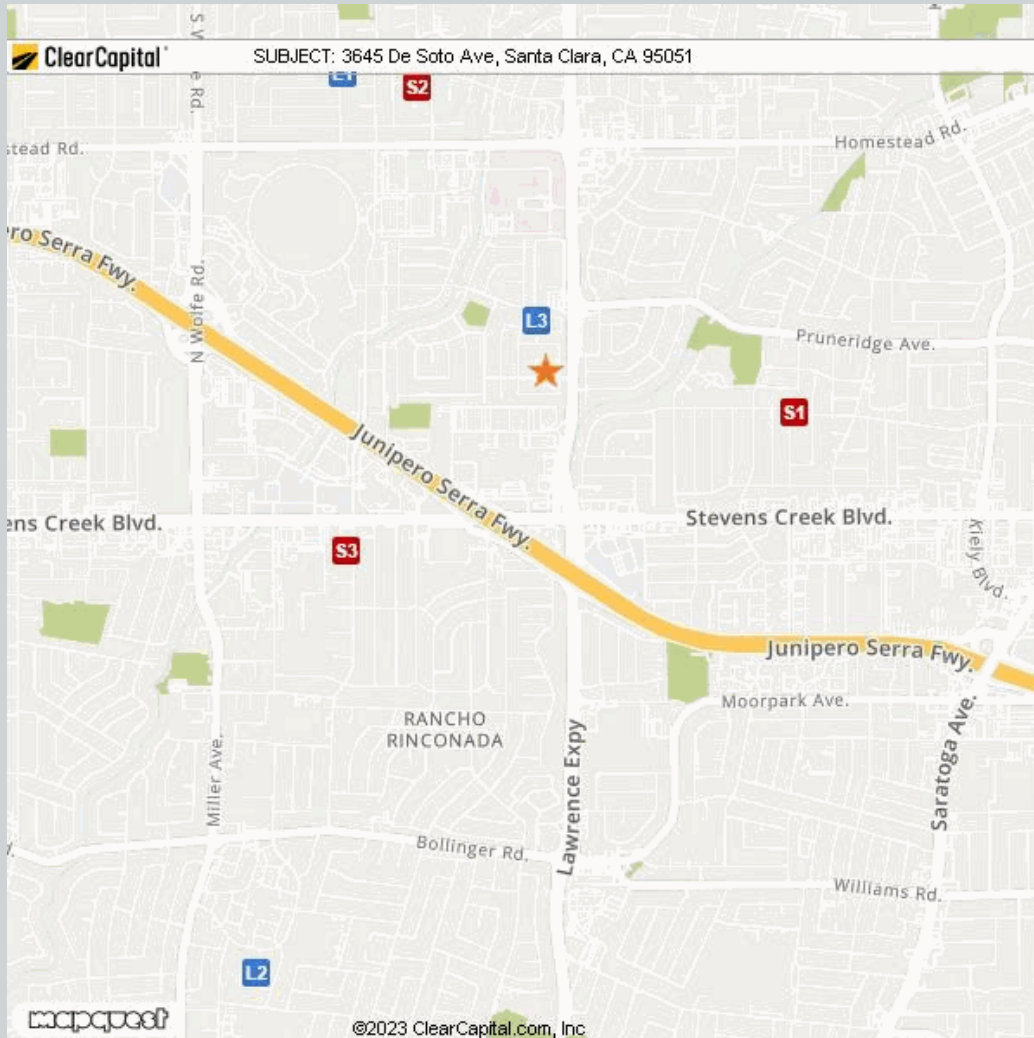 S.V
ClearCapital
SUBJECT: 3645 De Soto Ave, Santa Clara, CA 95051
e Rd.
L1
S2
stead Rd.
Homestead Rd.
ro Serra Fwy.
N Wolfe Rd.
L3
Pruneridge Ave.
S1
Junipero Serra Fwy.
ens Creek Blvd.
Stevens Creek Blvd.
S3
Kiely Blvd.
Junipero Serra Fwy.
Moorpark Ave.
RANCHO
RINCONADA
Miller Ave.
Lawrence Expy
Saratoga Ave.
Bollinger Rd.
Williams Rd.
L2
mapquest
©2023 ClearCapital.com, Inc